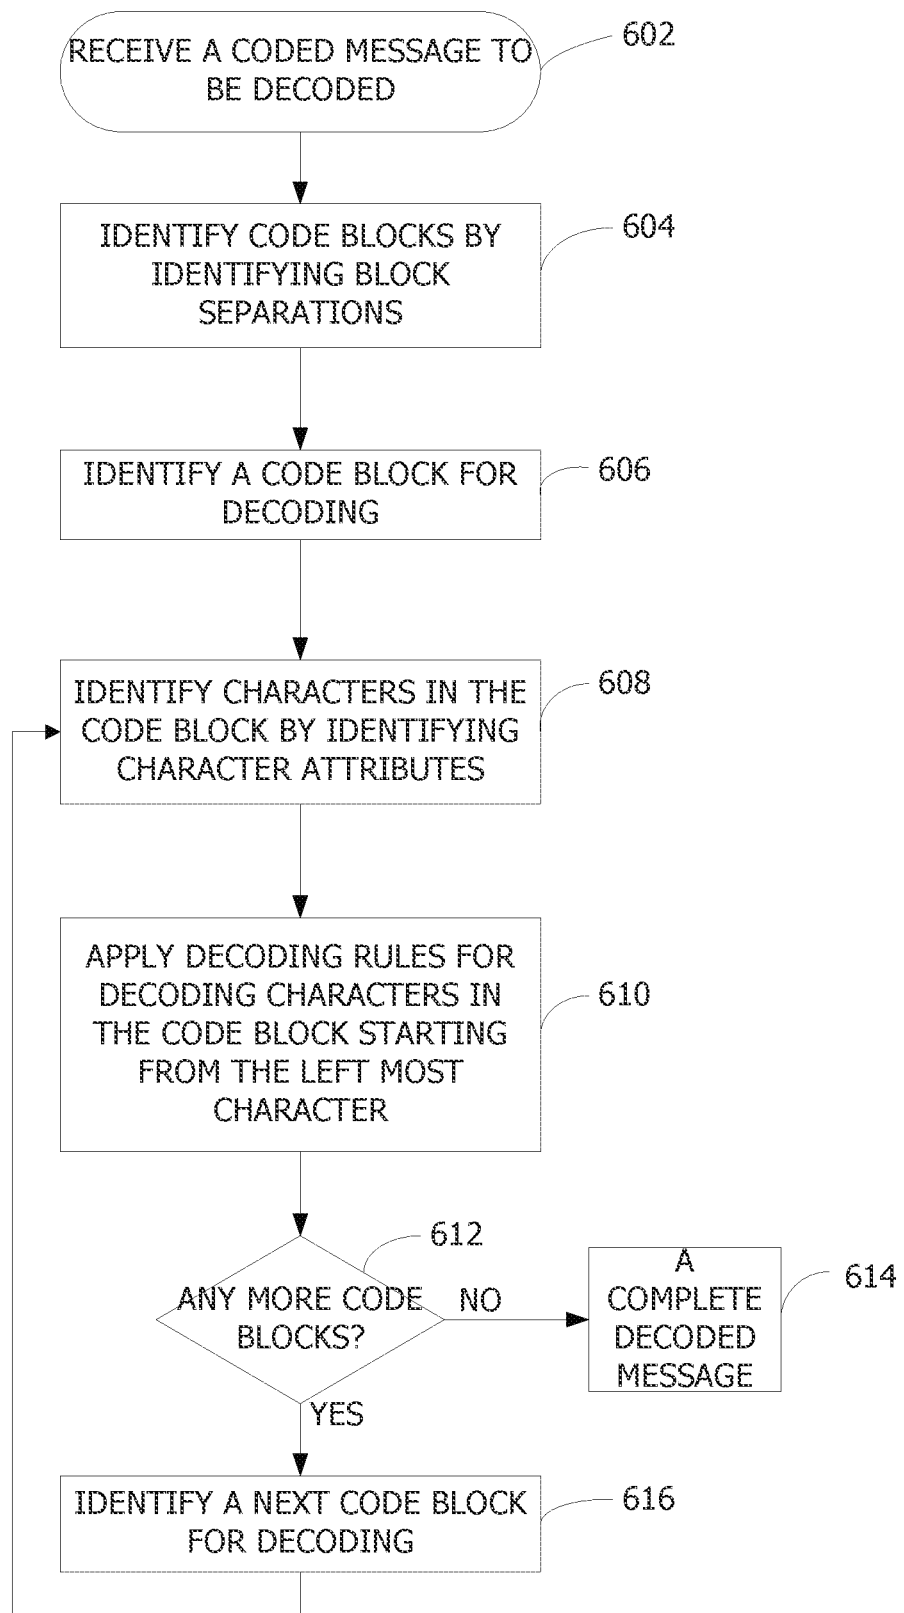 RECEIVE A CODED MESSAGE TO
BE DECODED
602
IDENTIFY CODE BLOCKS BY
IDENTIFYING BLOCK
SEPARATIONS
604
IDENTIFY A CODE BLOCK FOR
DECODING
606
IDENTIFY CHARACTERS IN THE
CODE BLOCK BY IDENTIFYING
CHARACTER ATTRIBUTES
608
APPLY DECODING RULES FOR
DECODING CHARACTERS IN
THE CODE BLOCK STARTING
FROM THE LEFT MOST
CHARACTER
610
ANY MORE CODE
BLOCKS?
612
NO
A
COMPLETE
DECODED
MESSAGE
614
YES
IDENTIFY A NEXT CODE BLOCK
FOR DECODING
616